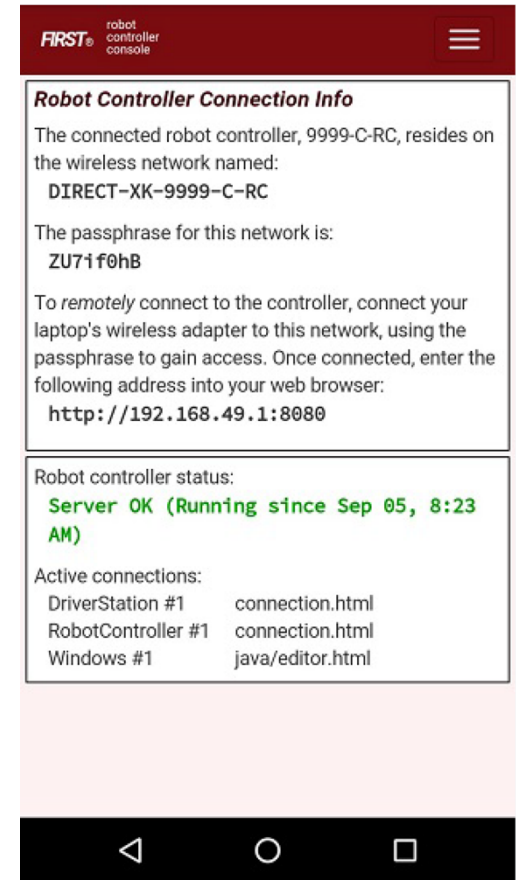 FIRST® robot
controller
console
Robot Controller Connection Info
The connected robot controller, 9999-C-RC, resides on
the wireless network named:
DIRECT-XK-9999-C-RC
The passphrase for this network is:
ZU7if0hB
To remotely connect to the controller, connect your
laptop's wireless adapter to this network, using the
passphrase to gain access. Once connected, enter the
following address into your web browser:
http://192.168.49.1:8080
Robot controller status:
Server OK (Running since Sep 05, 8:23
AM)
Active connections:
DriverStation #1 connection.html
RobotController #1 connection.html
Windows #1 java/editor.html